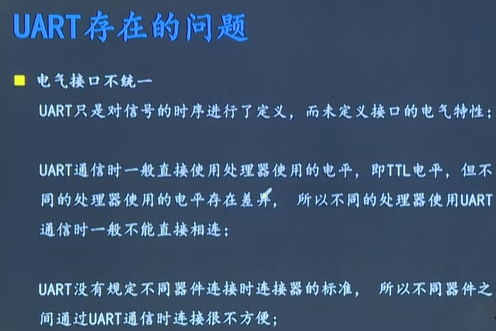 UART存在的问题
电气接口不统一
UART只是对信号的时序进行了定义，而未定义接口的电气特性；
UART通信时一般直接使用处理器使用的电平，即TTL电平，但不
同的处理器使用的电平存在差异， 所以不同的处理器使用UART
通信时一般不能直接相连；
UART没有规定不同器件连接时连接器的标准， 所以不同器件之
间通过UART通信时连接很不方便；